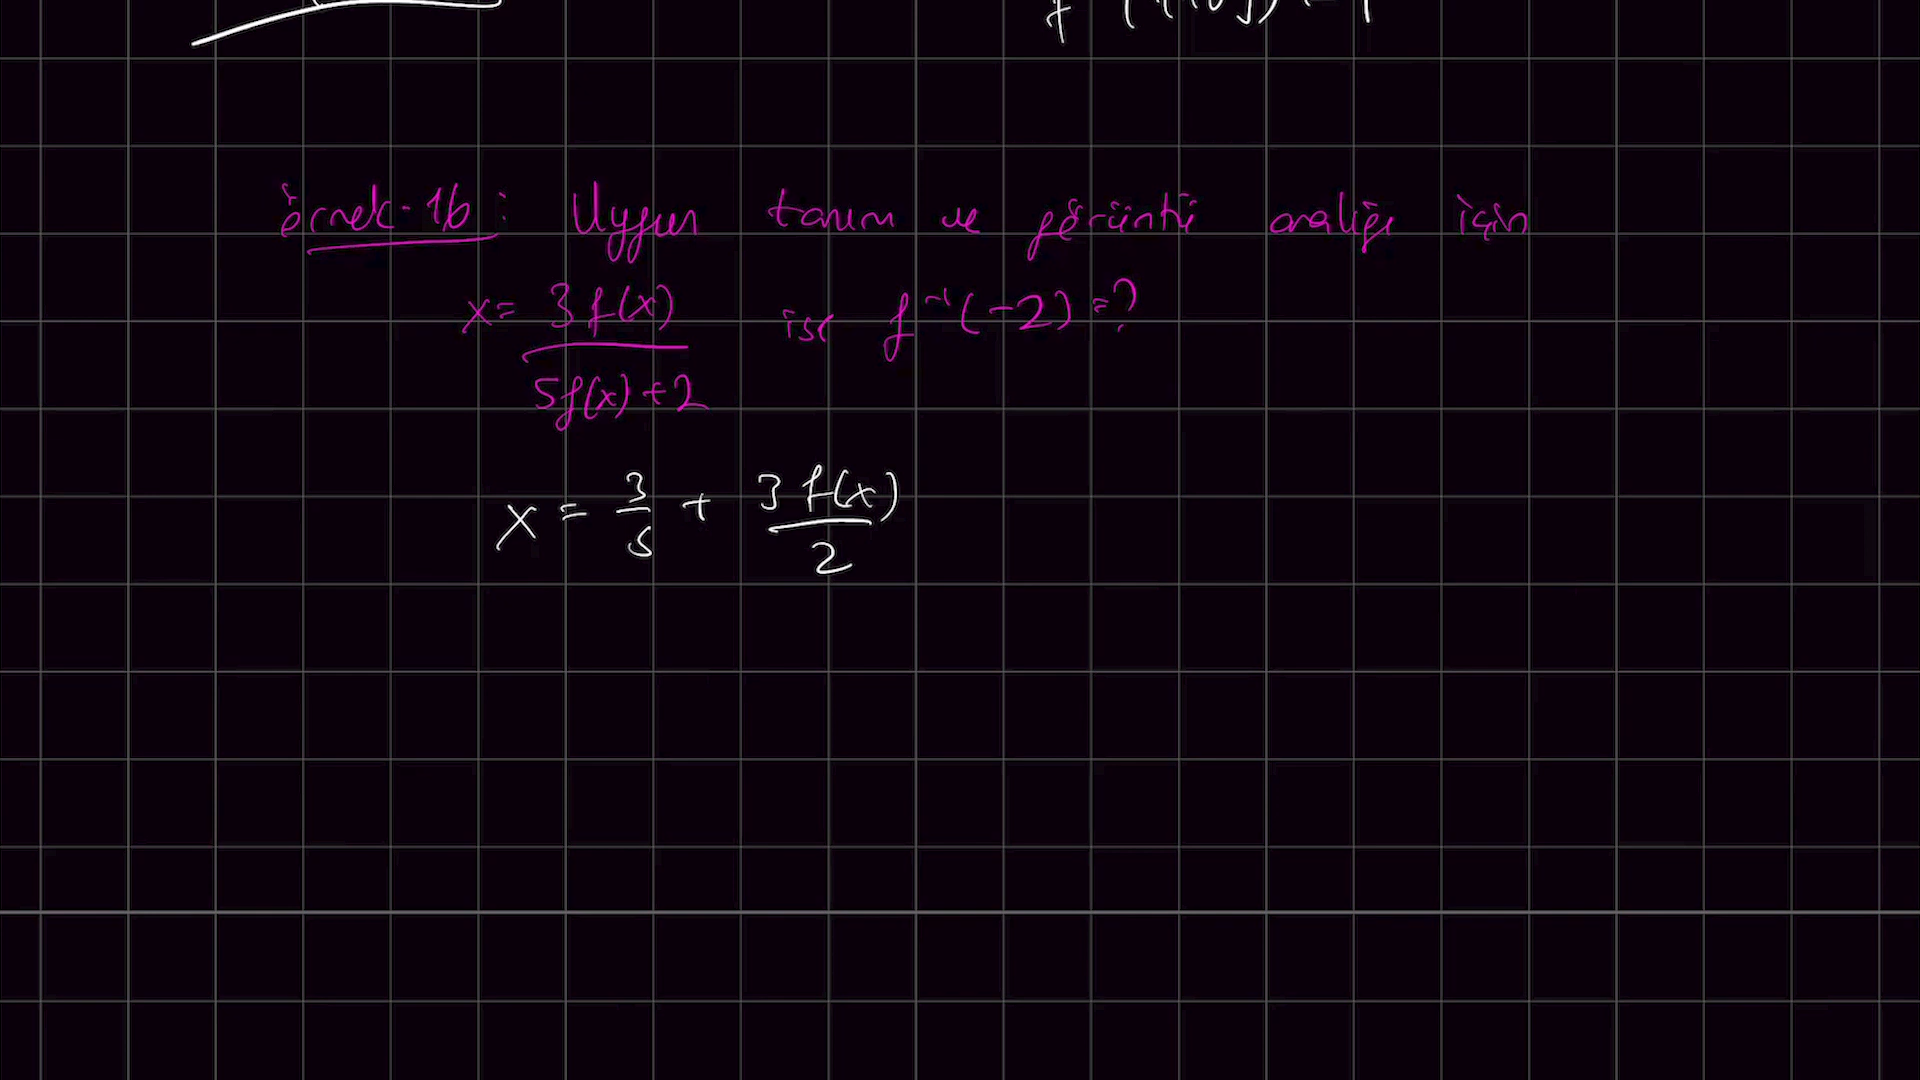 örnek-16: Uygun tanım ve görüntü aralığı için
x = 3f(x) / 5f(x)+2 ise f⁻¹(-2)=?
x = 3/5 + 3f(x)/2